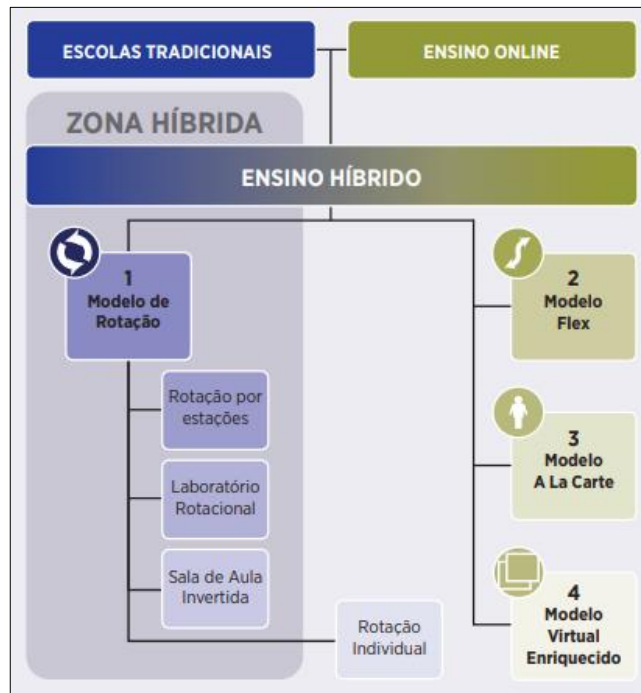 ESCOLAS TRADICIONAIS
ENSINO ONLINE
ZONA HÍBRIDA
ENSINO HÍBRIDO
1
Modelo de
Rotação
Rotação por
estações
Laboratório
Rotacional
Sala de Aula
Invertida
Rotação
Individual
2
Modelo
Flex
3
Modelo
A La Carte
4
Modelo
Virtual
Enriquecido